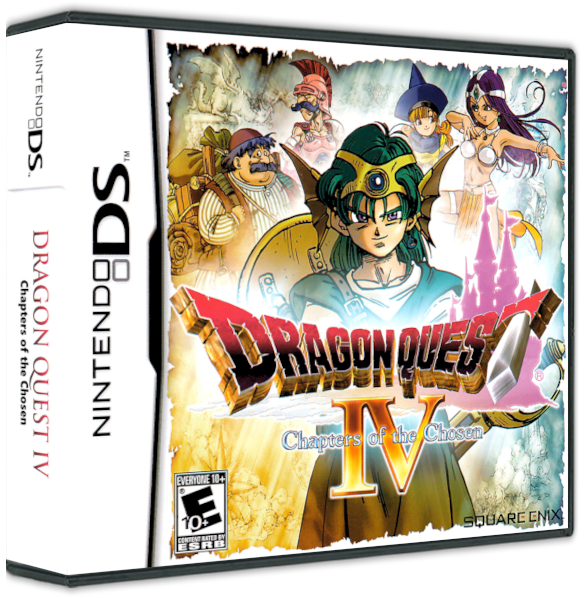 NINTENDO DS™
DRAGON QUEST IV
Chapters of the Chosen
NINTENDO DS™
DRAGON QUEST®
IV
Chapters of the Chosen
EVERYONE 10+
E
10+
®
CONTENT RATED BY
ESRB
SQUARE ENIX